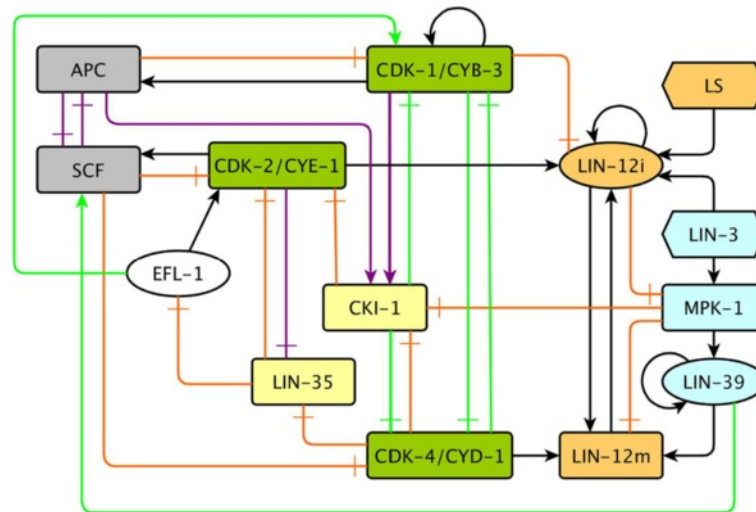 APC
CDK-1/CYB-3
LS
SCF
CDK-2/CYE-1
LIN-12i
LIN-3
EFL-1
CKI-1
MPK-1
LIN-35
LIN-39
CDK-4/CYD-1
LIN-12m